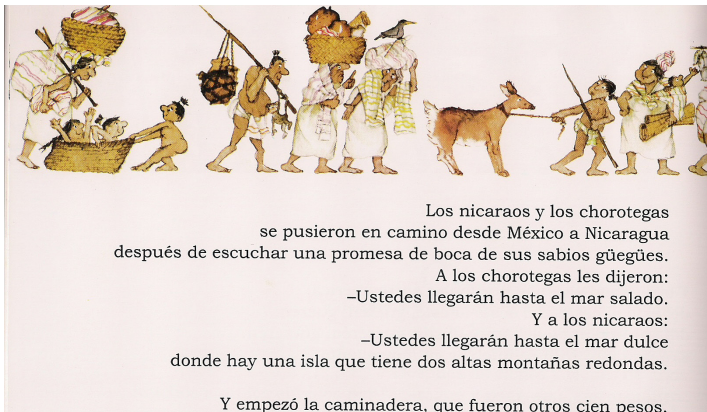 Los nicaraos y los chorotegas
se pusieron en camino desde México a Nicaragua
después de escuchar una promesa de boca de sus sabios güegües.
A los chorotegas les dijeron:
–Ustedes llegarán hasta el mar salado.
Y a los nicaraos:
–Ustedes llegarán hasta el mar dulce
donde hay una isla que tiene dos altas montañas redondas.
Y empezó la caminadera, que fueron otros cien pesos.